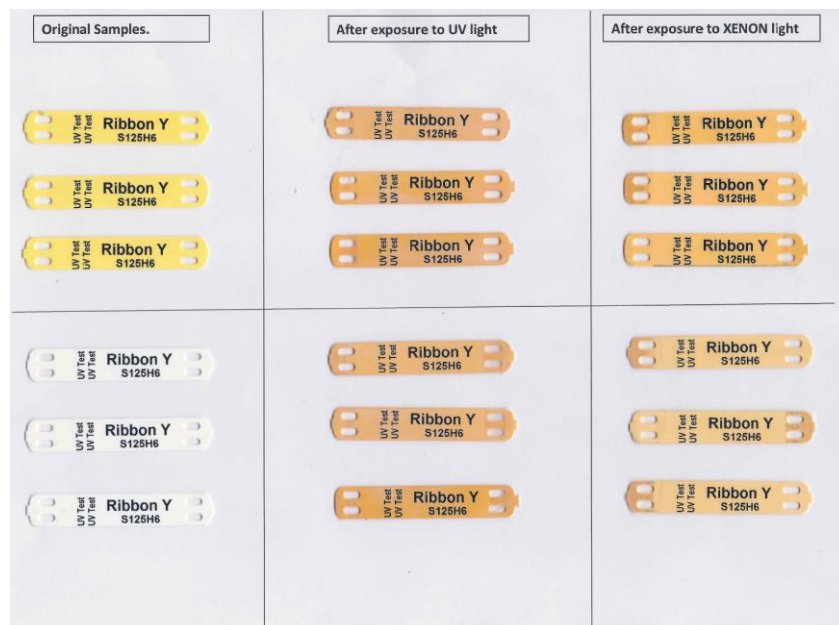 Original Samples.
After exposure to UV light
After exposure to XENON light
UV Test
UV Test
Ribbon Y
S125H6
UV Test
UV Test
Ribbon Y
S125H6
UV Test
UV Test
Ribbon Y
S125H6
UV Test
UV Test
Ribbon Y
S125H6
UV Test
UV Test
Ribbon Y
S125H6
UV Test
UV Test
Ribbon Y
S125H6
UV Test
UV Test
Ribbon Y
S125H6
UV Test
UV Test
Ribbon Y
S125H6
UV Test
UV Test
Ribbon Y
S125H6
UV Test
UV Test
Ribbon Y
S125H6
UV Test
UV Test
Ribbon Y
S125H6
UV Test
UV Test
Ribbon Y
S125H6
UV Test
UV Test
Ribbon Y
S125H6
UV Test
UV Test
Ribbon Y
S125H6
UV Test
UV Test
Ribbon Y
S125H6
UV Test
UV Test
Ribbon Y
S125H6
UV Test
UV Test
Ribbon Y
S125H6
UV Test
UV Test
Ribbon Y
S125H6